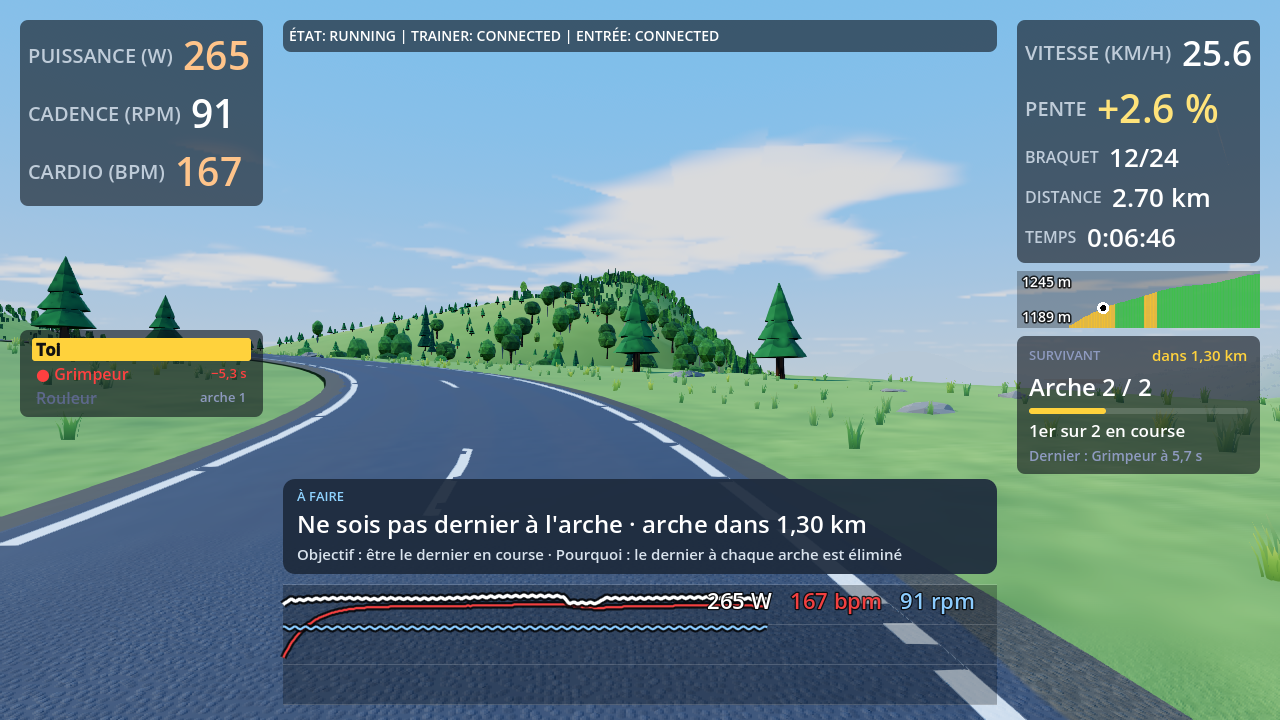 PUISSANCE (W) 265
CADENCE (RPM) 91
CARDIO (BPM) 167
ÉTAT: RUNNING | TRAINER: CONNECTED | ENTRÉE: CONNECTED
VITESSE (KM/H) 25.6
PENTE +2.6 %
BRAQUET 12/24
DISTANCE 2.70 km
TEMPS 0:06:46
1245 m
1189 m
Toi
Grimpeur −5,3 s
Rouleur arche 1
SURVIVANT dans 1,30 km
Arche 2 / 2
1er sur 2 en course
Dernier : Grimpeur à 5,7 s
À FAIRE
Ne sois pas dernier à l'arche · arche dans 1,30 km
Objectif : être le dernier en course · Pourquoi : le dernier à chaque arche est éliminé
265 W 167 bpm 91 rpm